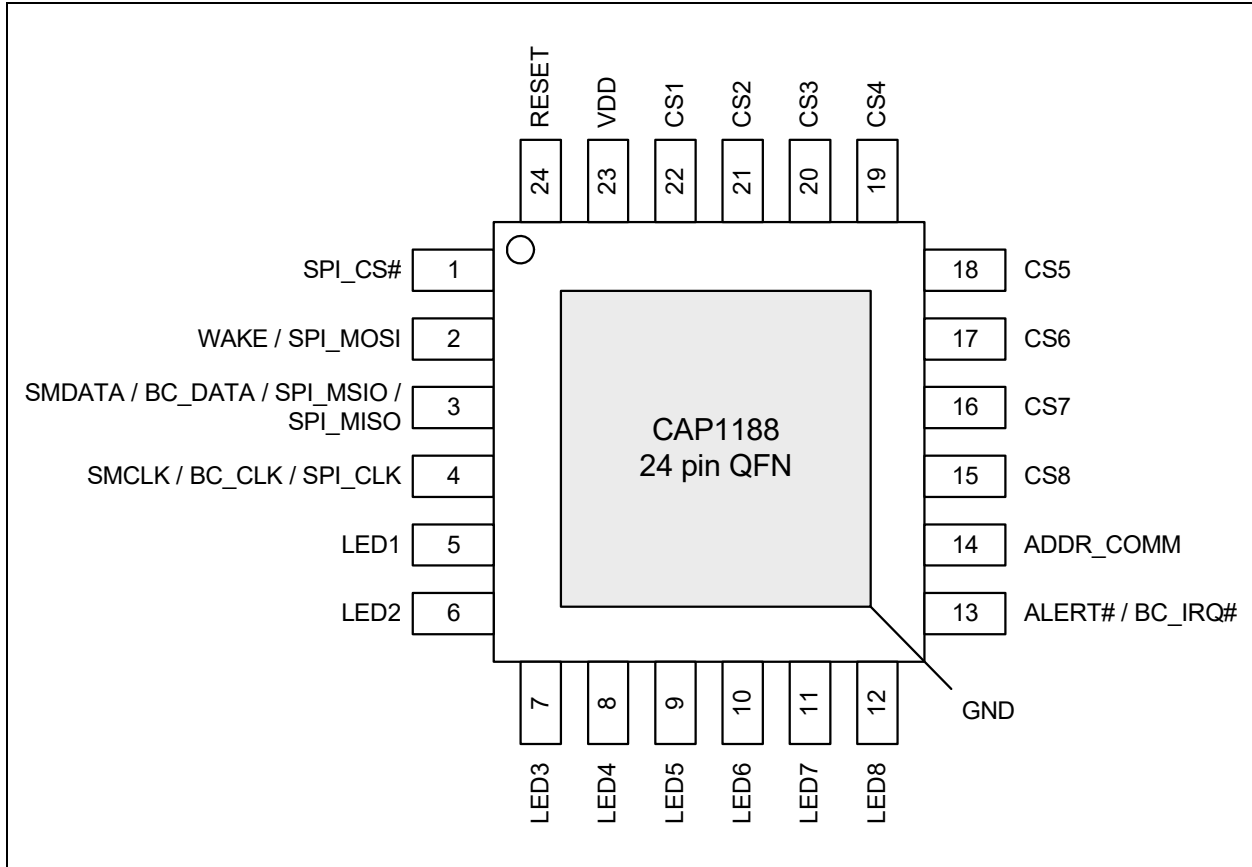 RESET
VDD
CS1
CS2
CS3
CS4
24
23
22
21
20
19
SPI_CS#
1
18
CS5
WAKE / SPI_MOSI
2
17
CS6
SMDATA / BC_DATA / SPI_MSIO /
SPI_MISO
3
16
CS7
CAP1188
24 pin QFN
SMCLK / BC_CLK / SPI_CLK
4
15
CS8
LED1
5
14
ADDR_COMM
LED2
6
13
ALERT# / BC_IRQ#
7
8
9
10
11
12
GND
LED3
LED4
LED5
LED6
LED7
LED8